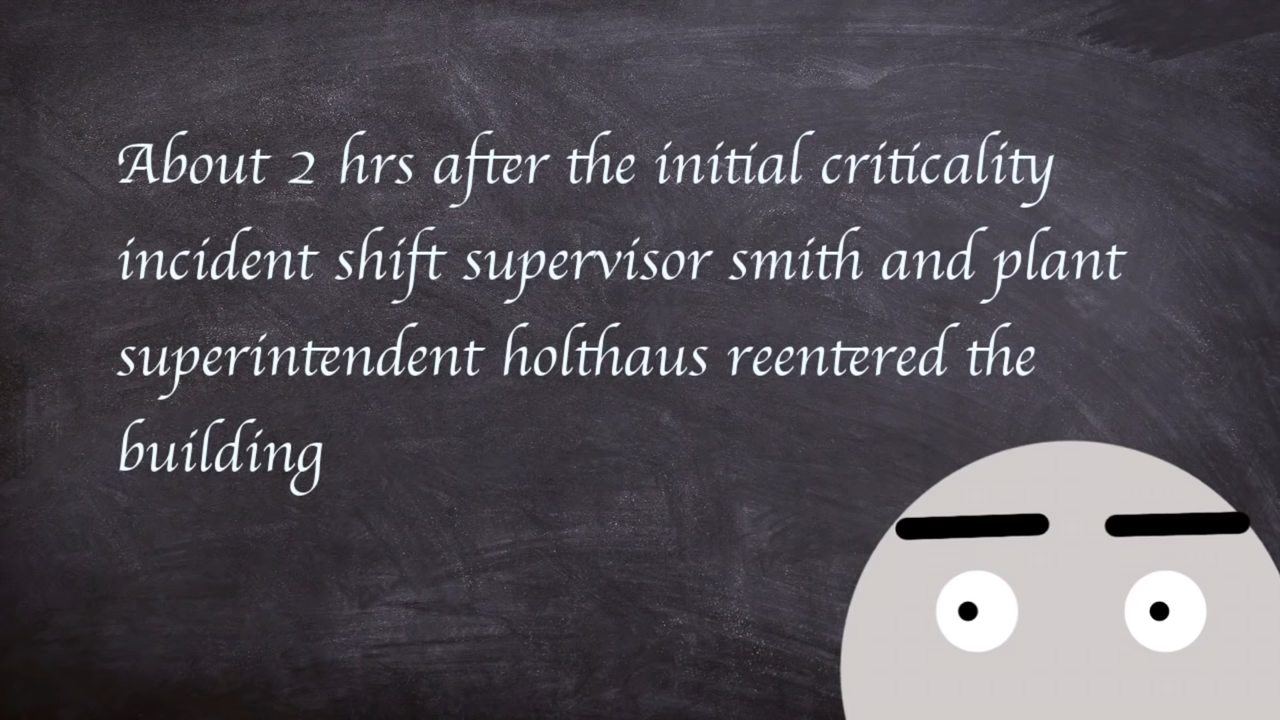 About 2 hrs after the initial criticality
incident shift supervisor smith and plant
superintendent holthaus reentered the
building